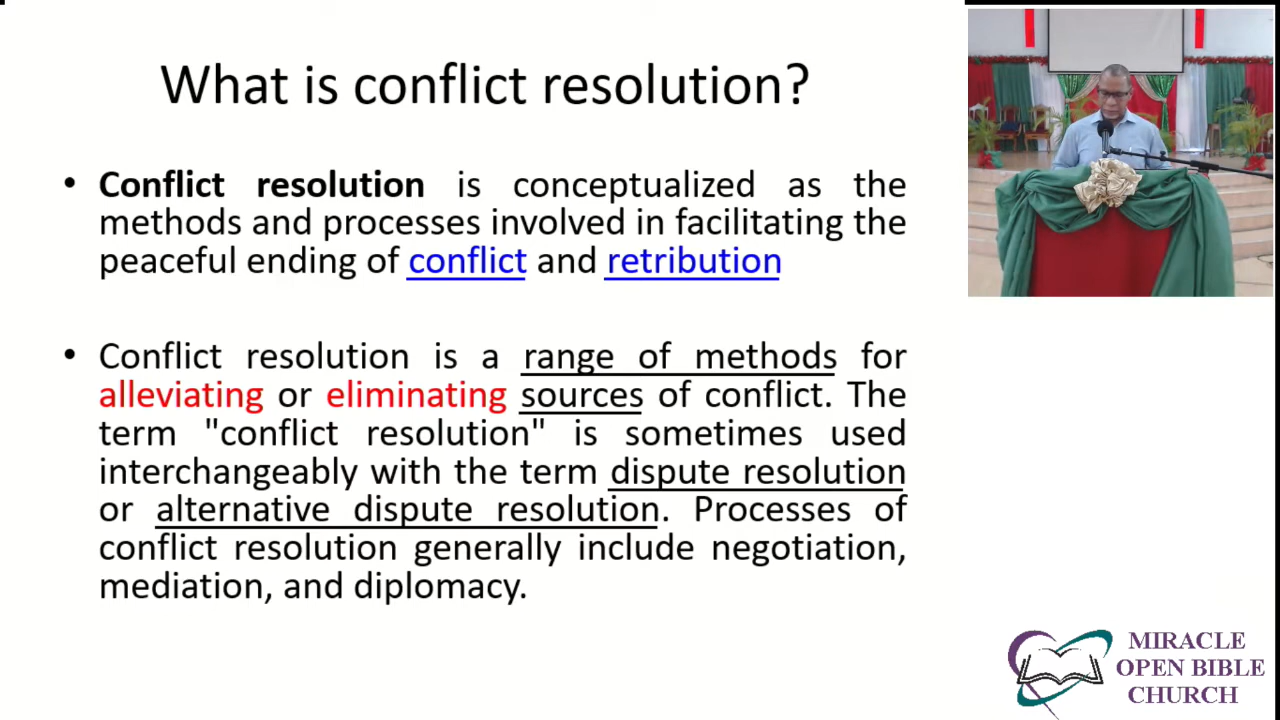 What is conflict resolution?
• Conflict resolution is conceptualized as the
methods and processes involved in facilitating the
peaceful ending of conflict and retribution
• Conflict resolution is a range of methods for
alleviating or eliminating sources of conflict. The
term "conflict resolution" is sometimes used
interchangeably with the term dispute resolution
or alternative dispute resolution. Processes of
conflict resolution generally include negotiation,
mediation, and diplomacy.
MIRACLE
OPEN BIBLE
CHURCH